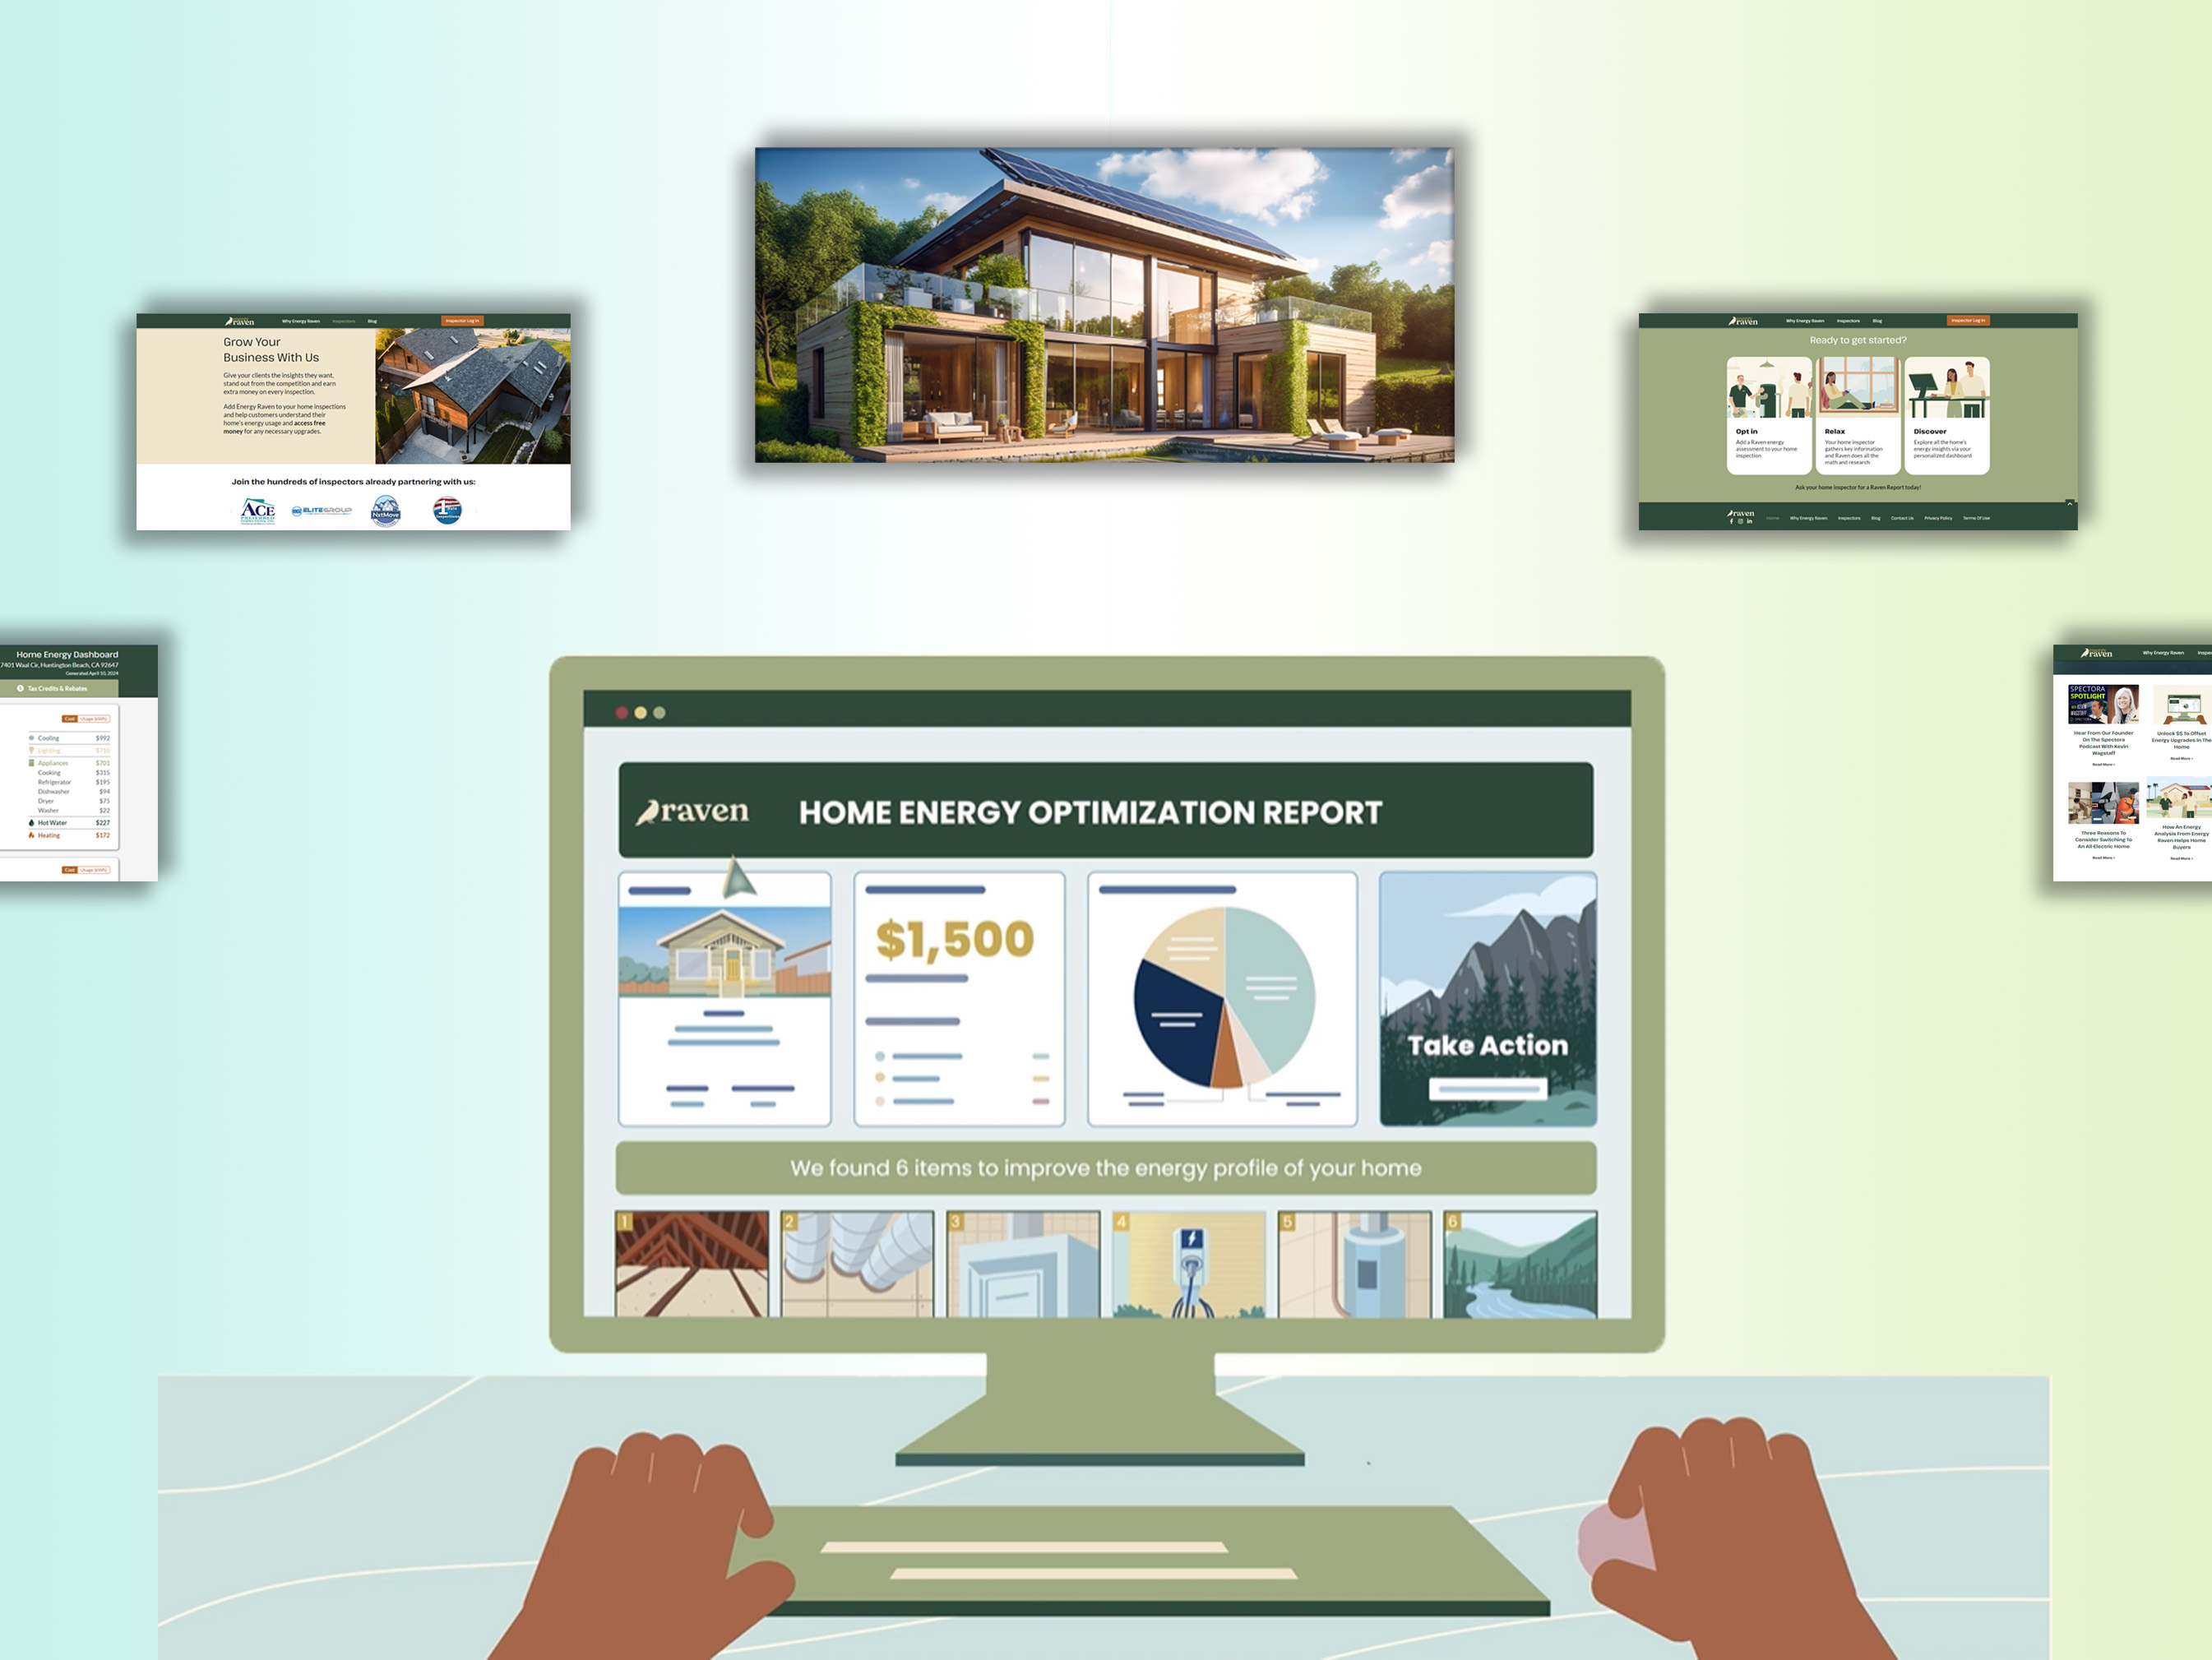 raven
Why Energy Raven
Inspectors
Blog
Inspector Log In
Grow Your
Business With Us
Give your clients the insights they want,
stand out from the competition and earn
extra money on every inspection.
Add Energy Raven to your home inspections
and help customers understand their
home's energy usage and access free
money for any necessary upgrades.
Join the hundreds of inspectors already partnering with us:
ACE
PREFERRED
ELITEGROUP
NxtMove
1st
raven
Why Energy Raven
Inspectors
Blog
Inspector Log In
Ready to get started?
Opt in
Add a Raven energy
assessment to your home
inspection
Relax
Your home inspector
gathers key information
and Raven does all the
math and research
Discover
Explore all the home's
energy insights via your
personalized dashboard
Ask your home inspector for a Raven Report today!
raven
Home
Why Energy Raven
Inspectors
Blog
Contact Us
Privacy Policy
Terms Of Use
Home Energy Dashboard
7401 Waal Cir, Huntington Beach, CA 92647
Generated April 10, 2024
Tax Credits & Rebates
Cost
Usage (kWh)
Cooling $992
Lighting $710
Appliances $701
Cooking $315
Refrigerator $195
Dishwasher $94
Dryer $75
Washer $22
Hot Water $227
Heating $172
Cost
Usage (kWh)
raven
Why Energy Raven
Inspec
SPECTORA
SPOTLIGHT
Hear From Our Founder
On The Spectora
Podcast With Kevin
Wagstaff
Read More
Unlock $$ To Offset
Energy Upgrades In The
Home
Read More
Three Reasons To
Consider Switching To
An All Electric Home
Read More
How An Energy
Analysis From Energy
Raven Helps Home
Buyers
Read More
raven
HOME ENERGY OPTIMIZATION REPORT
$1,500
Take Action
We found 6 items to improve the energy profile of your home
1
2
3
4
5
6